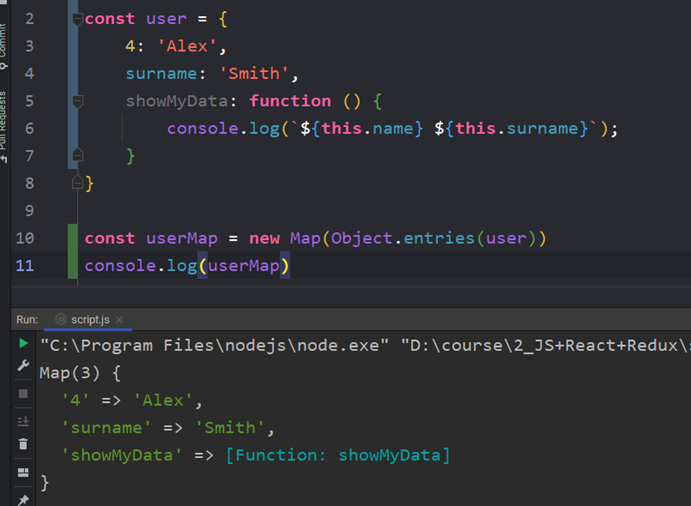 Commit
Pull Requests
2 const user = {
3 4: 'Alex',
4 surname: 'Smith',
5 showMyData: function () {
6 console.log(`${this.name} ${this.surname}`);
7 }
8 }
9
10 const userMap = new Map(Object.entries(user))
11 console.log(userMap)
Run: script.js
"C:\Program Files\nodejs\node.exe" "D:\course\2_JS+React+Redux\
Map(3) {
'4' => 'Alex',
'surname' => 'Smith',
'showMyData' => [Function: showMyData]
}